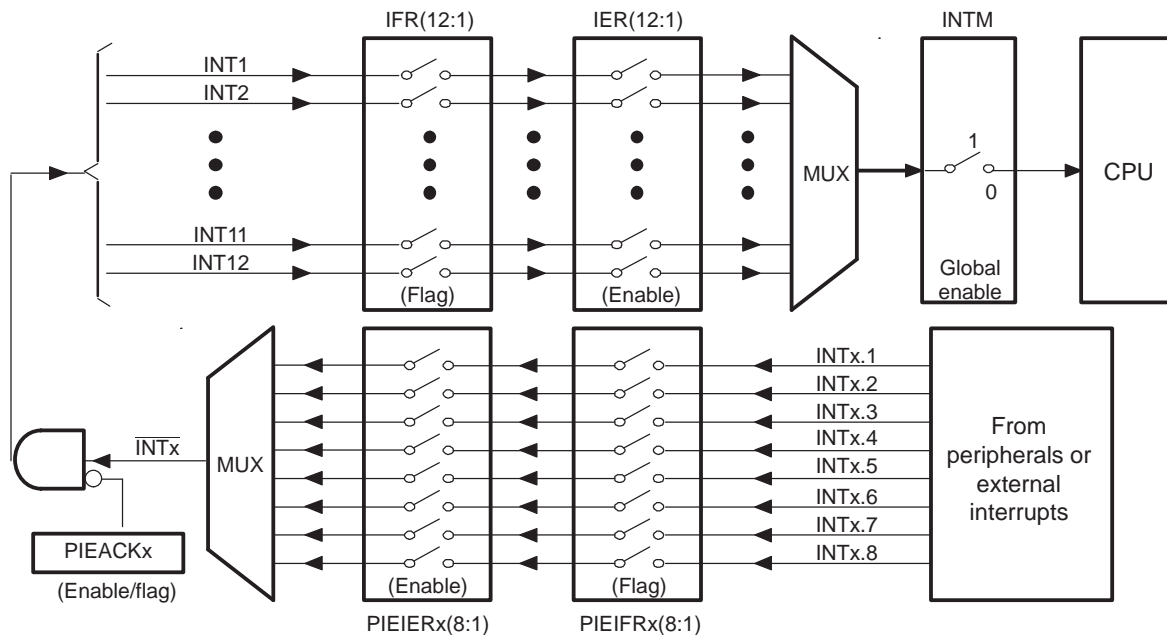 IFR(12:1)
IER(12:1)
INTM
INT1
INT2
INT11
INT12
(Flag)
(Enable)
MUX
1
0
Global
enable
CPU
INTx
MUX
PIEACKx
(Enable/flag)
(Enable)
PIEIERx(8:1)
(Flag)
PIEIFRx(8:1)
INTx.1
INTx.2
INTx.3
INTx.4
INTx.5
INTx.6
INTx.7
INTx.8
From
peripherals or
external
interrupts